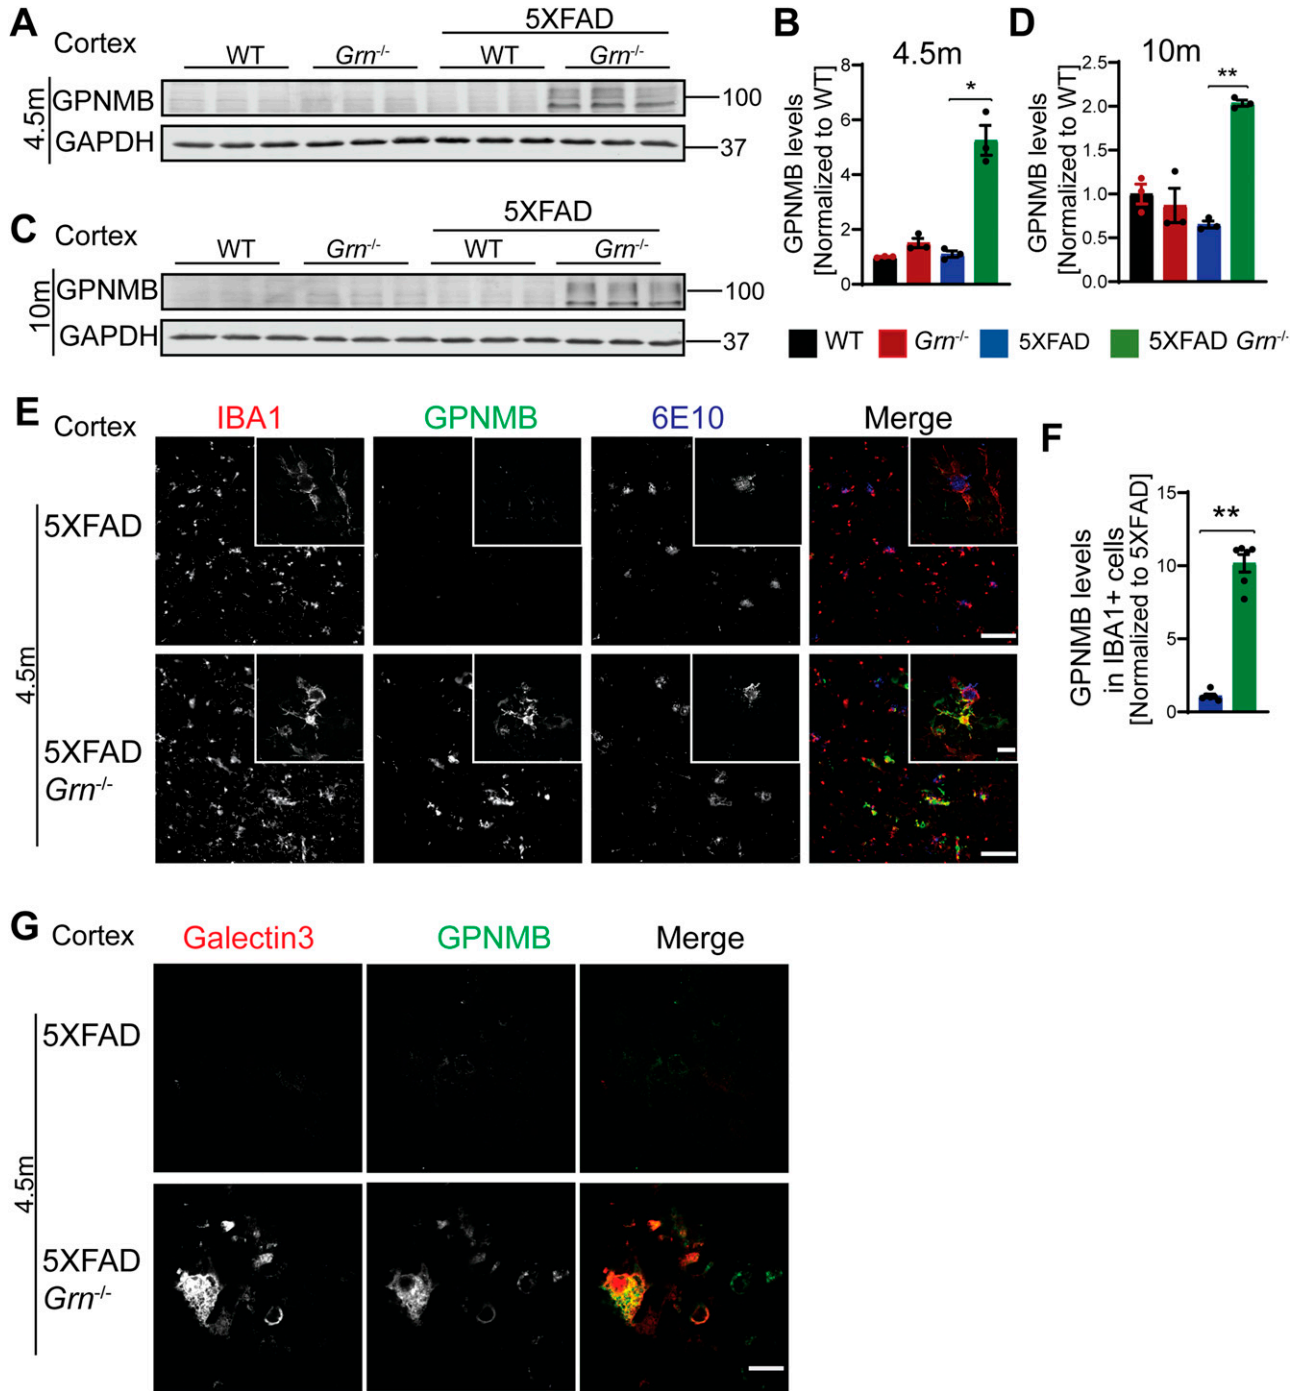 A
Cortex
5XFAD
WT
Grn-/-
WT
Grn-/-
4.5m
GPNMB
100
GAPDH
37
B
4.5m
GPNMB levels
[Normalized to WT]
8
6
4
2
0
*
D
10m
GPNMB levels
[Normalized to WT]
2.5
2.0
1.5
1.0
0.5
0.0
**
C
Cortex
5XFAD
WT
Grn-/-
WT
Grn-/-
10m
GPNMB
100
GAPDH
37
WT
Grn-/-
5XFAD
5XFAD Grn-/-
E
Cortex
IBA1
GPNMB
6E10
Merge
4.5m
5XFAD
5XFAD
Grn-/-
F
GPNMB levels
in IBA1+ cells
[Normalized to 5XFAD]
15
10
5
0
**
G
Cortex
Galectin3
GPNMB
Merge
4.5m
5XFAD
5XFAD
Grn-/-